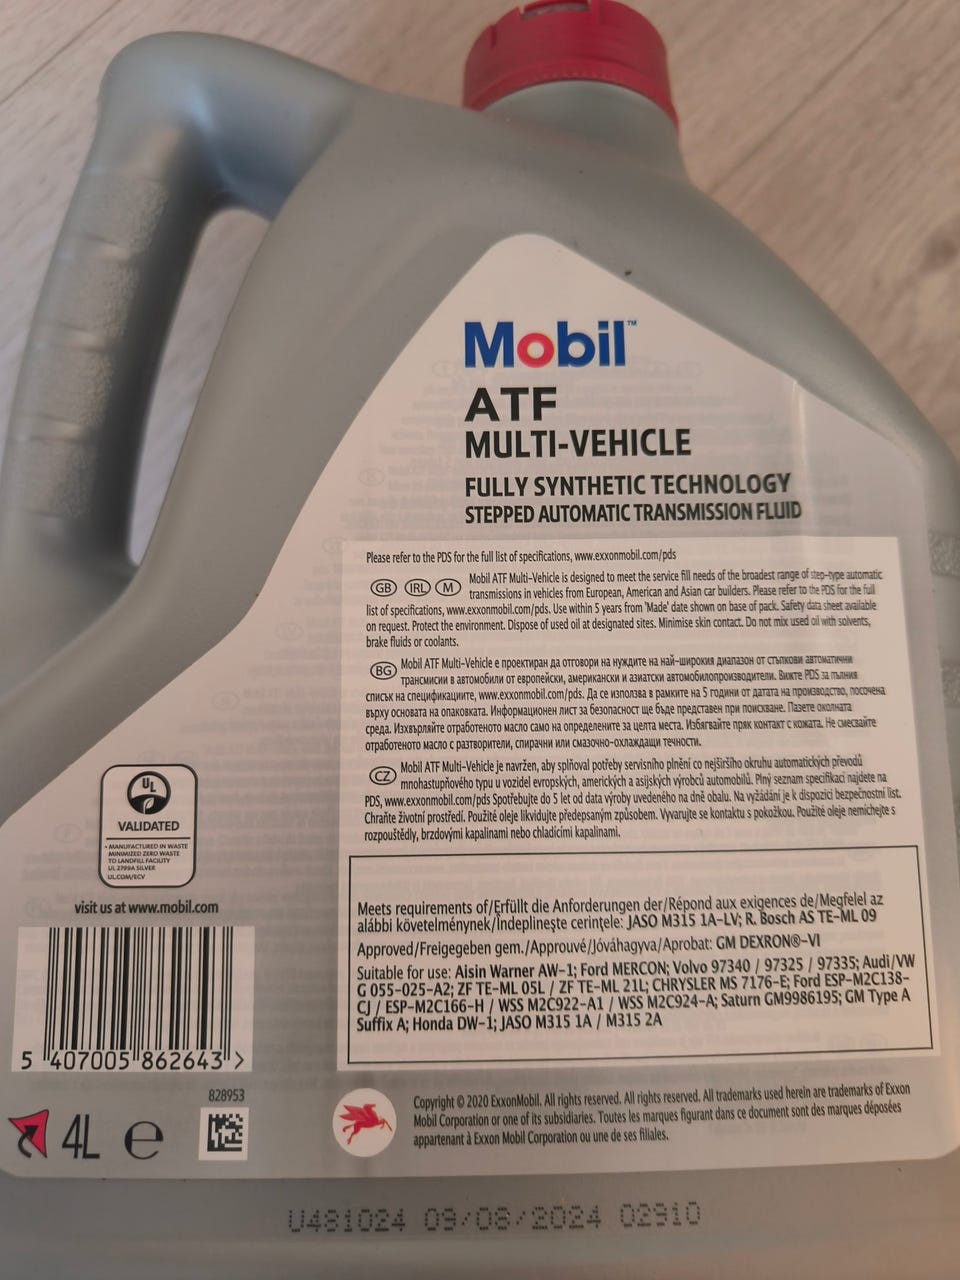 Mobil™
ATF
MULTI-VEHICLE
FULLY SYNTHETIC TECHNOLOGY
STEPPED AUTOMATIC TRANSMISSION FLUID
Please refer to the PDS for the full list of specifications, www.exxonmobil.com/pds
GB IRL M Mobil ATF Multi-Vehicle is designed to meet the service fill needs of the broadest range of step-type automatic
transmissions in vehicles from European, American and Asian car builders. Please refer to the PDS for the full
list of specifications, www.exxonmobil.com/pds. Use within 5 years from 'Made' date shown on base of pack. Safety data sheet available
on request. Protect the environment. Dispose of used oil at designated sites. Minimise skin contact. Do not mix used oil with solvents,
brake fluids or coolants.
BG Mobil ATF Multi-Vehicle е проектиран да отговори на нуждите на най-широкия диапазон от стъпкови автоматични
трансмисии в автомобили от европейски, американски и азиатски автомобилопроизводители. Вижте PDS за пълния
списък на спецификациите, www.exxonmobil.com/pds. Да се използва в рамките на 5 години от датата на производство, посочена
върху основата на опаковката. Информационен лист за безопасност ще бъде представен при поискване. Пазете околната
среда. Изхвърляйте отработеното масло само на определените за целта места. Избягвайте пряк контакт с кожата. Не смесвайте
отработеното масло с разтворители, спирачни или смазочно-охлаждащи течности.
CZ Mobil ATF Multi-Vehicle je navržen, aby splňoval potřeby servisního plnění co nejširšího okruhu automatických převodů
mnohastupňového typu u vozidel evropských, amerických a asijských výrobců automobilů. Plný seznam specifikací najdete na
PDS, www.exxonmobil.com/pds Spotřebujte do 5 let od data výroby uvedeného na dně obalu. Na vyžádání je k dispozici bezpečnostní list.
Chraňte životní prostředí. Použité oleje likvidujte předepsaným způsobem. Vyvarujte se kontaktu s pokožkou. Použité oleje nemíchejte s
rozpouštědly, brzdovými kapalinami nebo chladicími kapalinami.
UL
VALIDATED
• MANUFACTURED IN WASTE
MINIMIZED ZERO WASTE
TO LANDFILL FACILITY
UL 2799A SILVER
UL.COM/ECV
visit us at www.mobil.com
Meets requirements of/Erfüllt die Anforderungen der/Répond aux exigences de/Megfelel az
alábbi követelménynek/Îndeplineşte cerinţele: JASO M315 1A-LV; R. Bosch AS TE-ML 09
Approved/Freigegeben gem./Approuvé/Jóváhagyva/Aprobat: GM DEXRON®-VI
Suitable for use: Aisin Warner AW-1; Ford MERCON; Volvo 97340 / 97325 / 97335; Audi/VW
G 055-025-A2; ZF TE-ML 05L / ZF TE-ML 21L; CHRYSLER MS 7176-E; Ford ESP-M2C138-
CJ / ESP-M2C166-H / WSS M2C922-A1 / WSS M2C924-A; Saturn GM9986195; GM Type A
Suffix A; Honda DW-1; JASO M315 1A / M315 2A
5 407005 862643 >
828953
4L e
Copyright © 2020 ExxonMobil. All rights reserved. All rights reserved. All trademarks used herein are trademarks of Exxon
Mobil Corporation or one of its subsidiaries. Toutes les marques figurant dans ce document sont des marques déposées
appartenant à Exxon Mobil Corporation ou une de ses filiales.
U481024 09/08/2024 02910